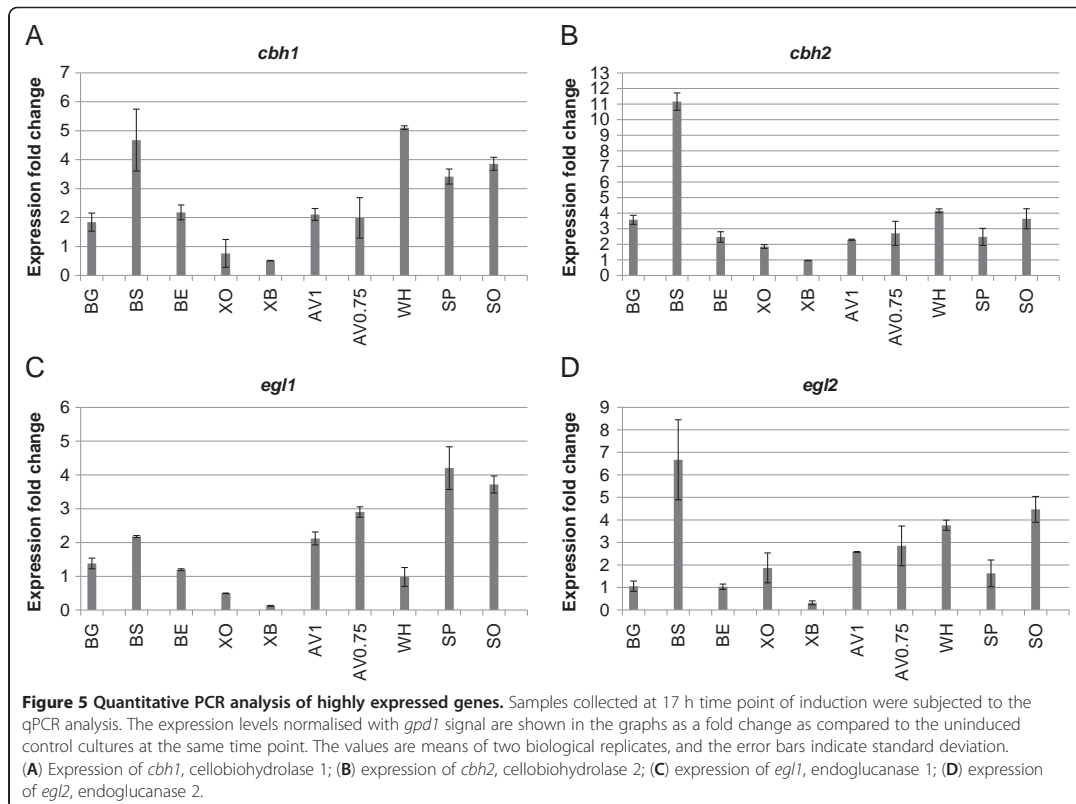 A
cbh1
Expression fold change
7
6
5
4
3
2
1
0
BG
BS
BE
XO
XB
AV1
AV0.75
WH
SP
SO
B
cbh2
Expression fold change
13
12
11
10
9
8
7
6
5
4
3
2
1
0
BG
BS
BE
XO
XB
AV1
AV0.75
WH
SP
SO
C
egl1
Expression fold change
6
5
4
3
2
1
0
BG
BS
BE
XO
XB
AV1
AV0.75
WH
SP
SO
D
egl2
Expression fold change
9
8
7
6
5
4
3
2
1
0
BG
BS
BE
XO
XB
AV1
AV0.75
WH
SP
SO
Figure 5 Quantitative PCR analysis of highly expressed genes. Samples collected at 17 h time point of induction were subjected to the
qPCR analysis. The expression levels normalised with gpd1 signal are shown in the graphs as a fold change as compared to the uninduced
control cultures at the same time point. The values are means of two biological replicates, and the error bars indicate standard deviation.
(A) Expression of cbh1, cellobiohydrolase 1; (B) expression of cbh2, cellobiohydrolase 2; (C) expression of egl1, endoglucanase 1; (D) expression
of egl2, endoglucanase 2.